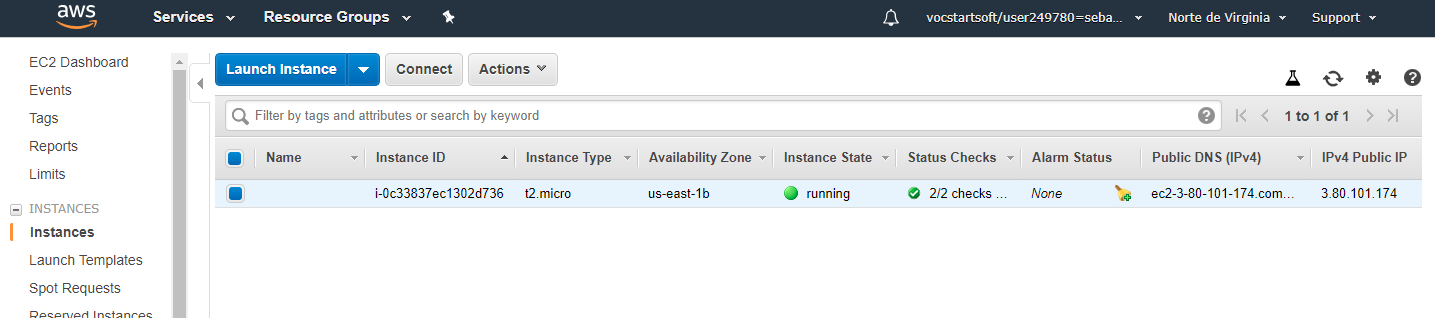 aws Services Resource Groups vocstartsoft/user249780=seba... Norte de Virginia Support
EC2 Dashboard
Events
Tags
Reports
Limits
INSTANCES
Instances
Launch Templates
Spot Requests
Reserved Instances
Launch Instance Connect Actions
Filter by tags and attributes or search by keyword 1 to 1 of 1
Name Instance ID Instance Type Availability Zone Instance State Status Checks Alarm Status Public DNS (IPv4) IPv4 Public IP
i-0c33837ec1302d736 t2.micro us-east-1b running 2/2 checks ... None ec2-3-80-101-174.com... 3.80.101.174